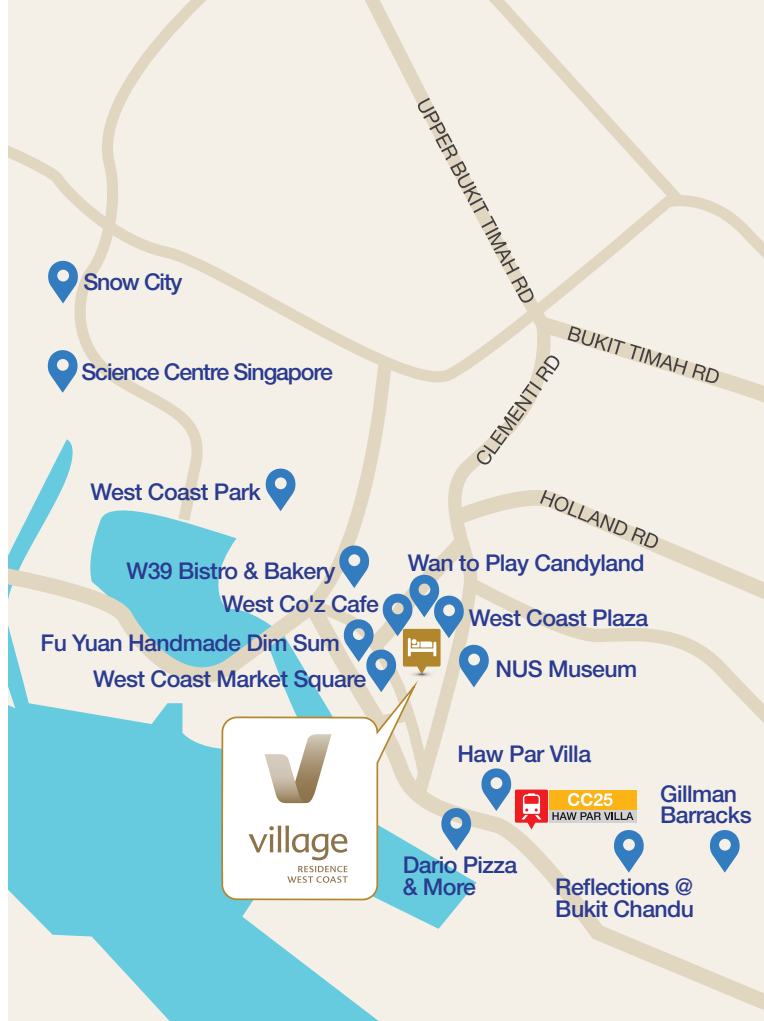 UPPER BUKIT TIMAH RD
Snow City
BUKIT TIMAH RD
Science Centre Singapore
CLEMENTI RD
West Coast Park
HOLLAND RD
W39 Bistro & Bakery
Wan to Play Candyland
West Co'z Cafe
West Coast Plaza
Fu Yuan Handmade Dim Sum
NUS Museum
West Coast Market Square
village
RESIDENCE
WEST COAST
Haw Par Villa
CC25
HAW PAR VILLA
Gillman
Barracks
Dario Pizza
& More
Reflections @
Bukit Chandu